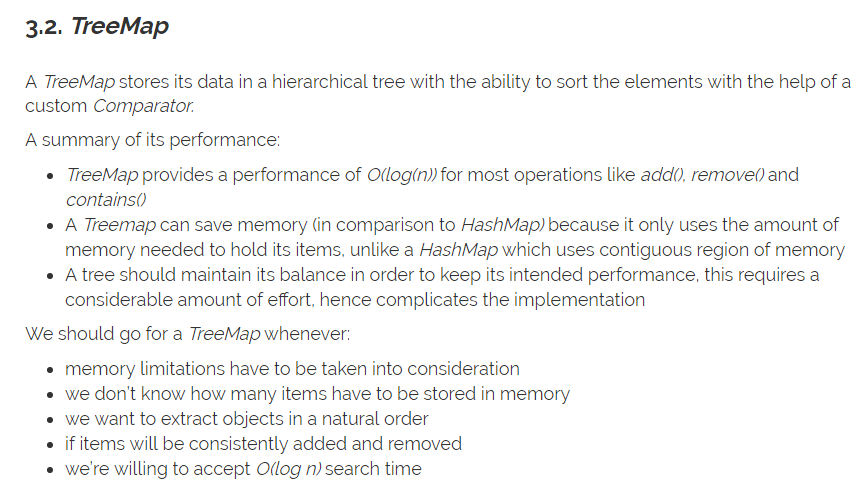 3.2. TreeMap
A TreeMap stores its data in a hierarchical tree with the ability to sort the elements with the help of a
custom Comparator.
A summary of its performance:
• TreeMap provides a performance of O(log(n)) for most operations like add(), remove() and
contains()
• A Treemap can save memory (in comparison to HashMap) because it only uses the amount of
memory needed to hold its items, unlike a HashMap which uses contiguous region of memory
• A tree should maintain its balance in order to keep its intended performance, this requires a
considerable amount of effort, hence complicates the implementation
We should go for a TreeMap whenever:
• memory limitations have to be taken into consideration
• we don't know how many items have to be stored in memory
• we want to extract objects in a natural order
• if items will be consistently added and removed
• we're willing to accept O(log n) search time